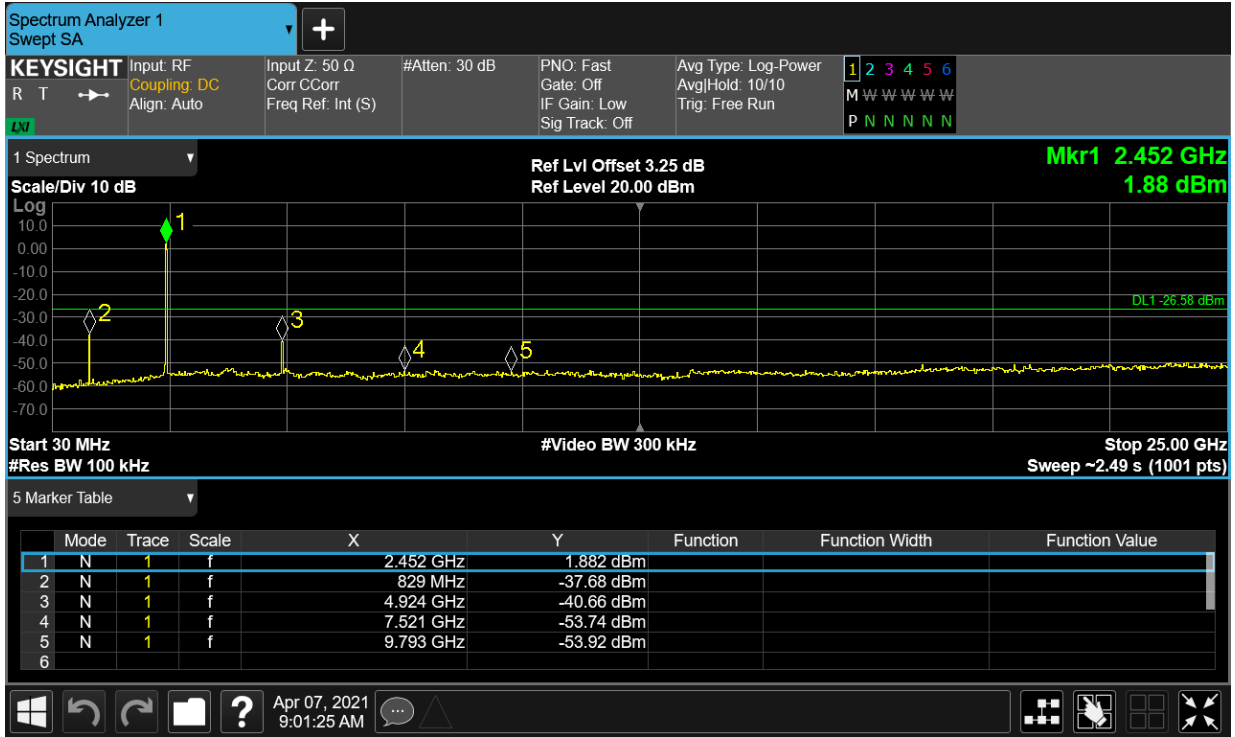 Spectrum Analyzer 1
Swept SA
+
KEYSIGHT
R T
LXI
Input: RF
Coupling: DC
Align: Auto
Input Z: 50 Ω
Corr CCorr
Freq Ref: Int (S)
#Atten: 30 dB
PNO: Fast
Gate: Off
IF Gain: Low
Sig Track: Off
Avg Type: Log-Power
Avg|Hold: 10/10
Trig: Free Run
1 2 3 4 5 6
M W W W W W
P N N N N N
1 Spectrum
Scale/Div 10 dB
Ref Lvl Offset 3.25 dB
Ref Level 20.00 dBm
Mkr1 2.452 GHz
1.88 dBm
Log
10.0
0.00
-10.0
-20.0
-30.0
-40.0
-50.0
-60.0
-70.0
1
2
3
4
5
DL1 -26.58 dBm
Start 30 MHz
#Video BW 300 kHz
Stop 25.00 GHz
#Res BW 100 kHz
Sweep ~2.49 s (1001 pts)
5 Marker Table
Mode Trace Scale X Y Function Function Width Function Value
1 N 1 f 2.452 GHz 1.882 dBm
2 N 1 f 829 MHz -37.68 dBm
3 N 1 f 4.924 GHz -40.66 dBm
4 N 1 f 7.521 GHz -53.74 dBm
5 N 1 f 9.793 GHz -53.92 dBm
6
?
Apr 07, 2021
9:01:25 AM